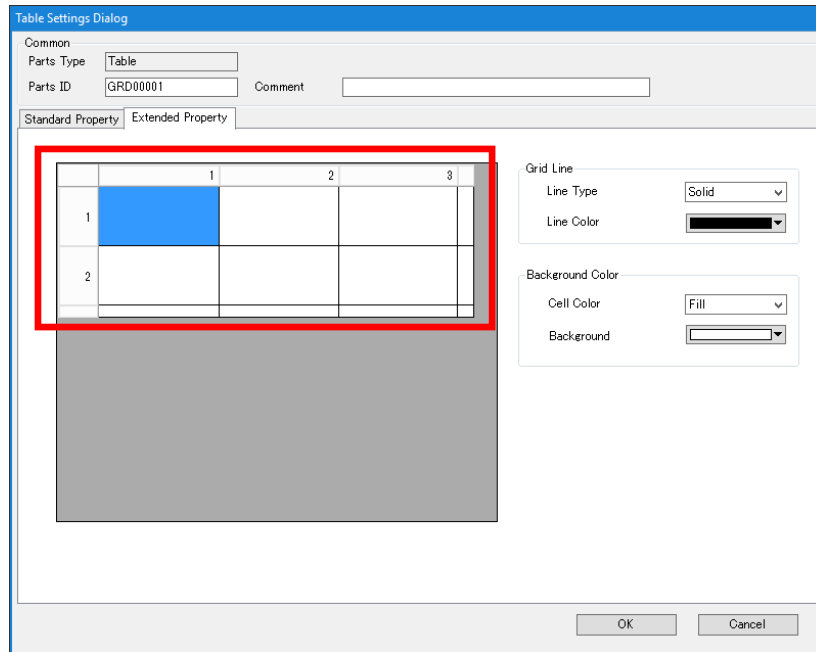 Table Settings Dialog
Common
Parts Type Table
Parts ID GRD00001 Comment
Standard Property Extended Property
1 2 3
1
2
Grid Line
Line Type Solid
Line Color
Background Color
Cell Color Fill
Background
OK Cancel